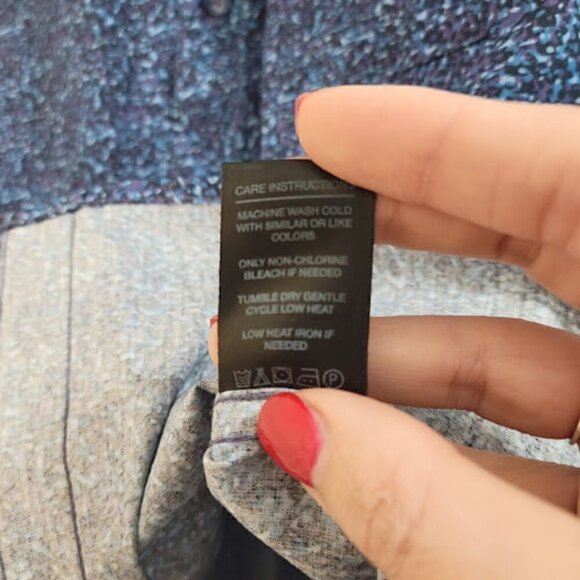 CARE INSTRUCTIONS
MACHINE WASH COLD
WITH SIMILAR OR LIKE
COLORS
ONLY NON-CHLORINE
BLEACH IF NEEDED
TUMBLE DRY GENTLE
CYCLE LOW HEAT
LOW HEAT IRON IF
NEEDED
P